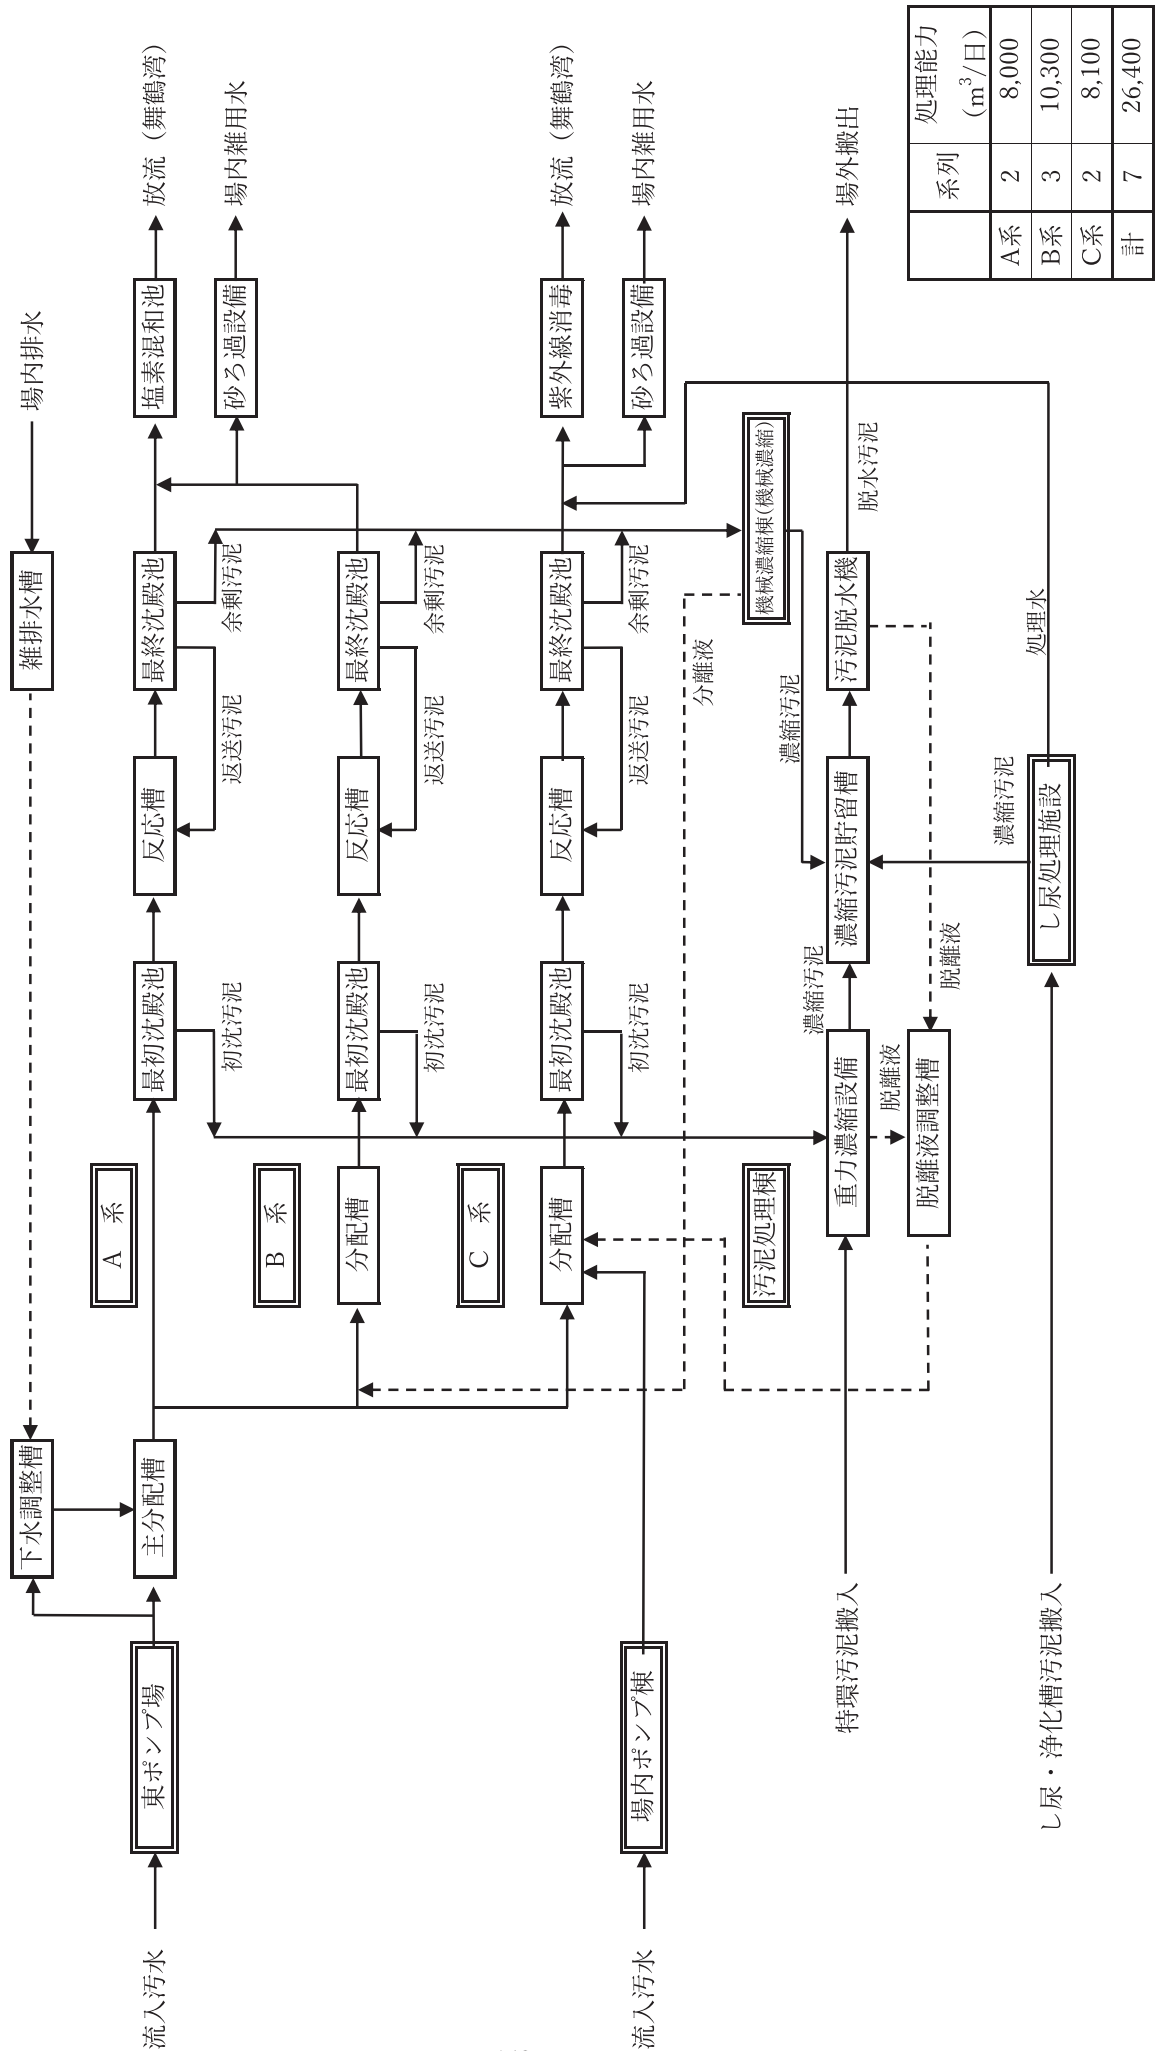 場内排水
雑排水槽
下水調整槽
流入汚水
東ポンプ場
主分配槽
A 系
最初沈殿池
初沈汚泥
反応槽
返送汚泥
最終沈殿池
余剰汚泥
塩素混和池
放流（舞鶴湾）
砂ろ過設備
場内雑用水
B 系
分配槽
最初沈殿池
初沈汚泥
反応槽
返送汚泥
最終沈殿池
余剰汚泥
C 系
分配槽
最初沈殿池
初沈汚泥
反応槽
返送汚泥
最終沈殿池
余剰汚泥
紫外線消毒
放流（舞鶴湾）
砂ろ過設備
場内雑用水
流入汚水
場内ポンプ棟
分離液
機械濃縮棟(機械濃縮)
汚泥処理棟
濃縮汚泥
特環汚泥搬入
重力濃縮設備
濃縮汚泥
濃縮汚泥貯留槽
汚泥脱水機
脱水汚泥
場外搬出
脱離液
脱離液調整槽
脱離液
し尿・浄化槽汚泥搬入
し尿処理施設
濃縮汚泥
処理水
系列 処理能力
(m³/日)
A系 2 8,000
B系 3 10,300
C系 2 8,100
計 7 26,400